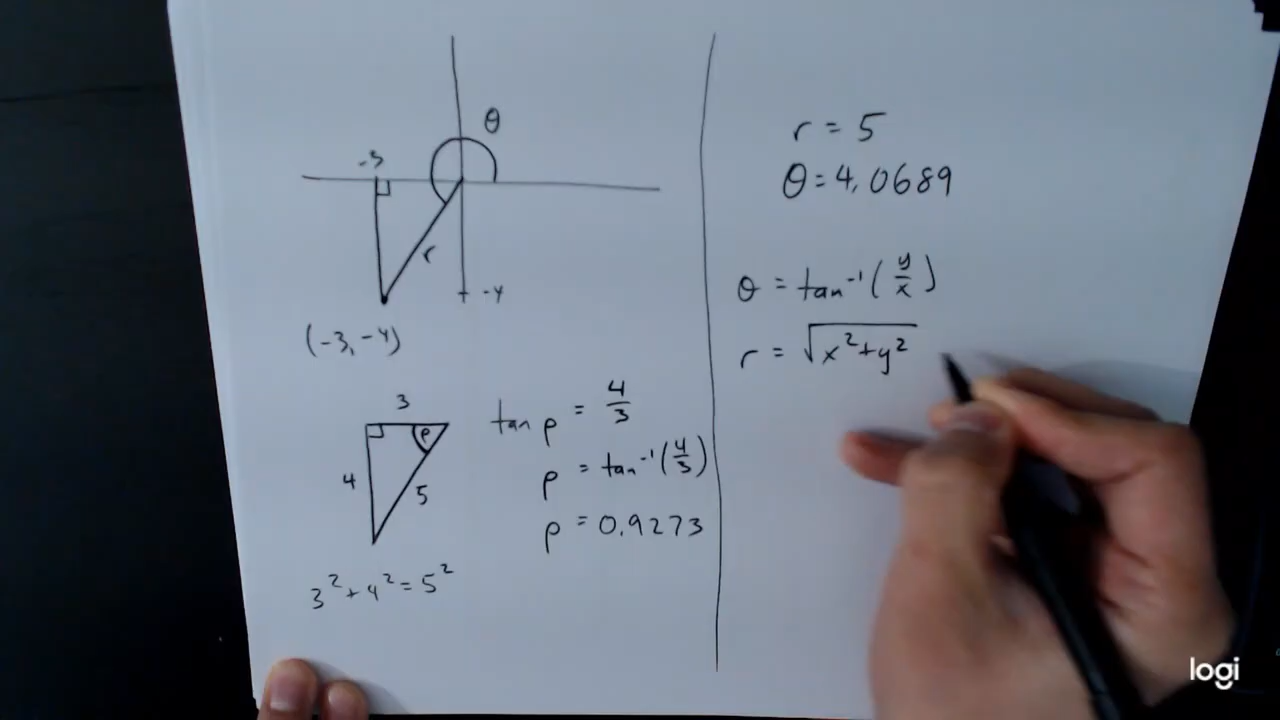 θ
-3
r
-4
(-3, -4)
3
ρ
4
5
3² + 4² = 5²
tan ρ = 4/3
ρ = tan⁻¹(4/3)
ρ = 0.9273
r = 5
θ = 4.0689
θ = tan⁻¹(y/x)
r = √(x²+y²)
logi